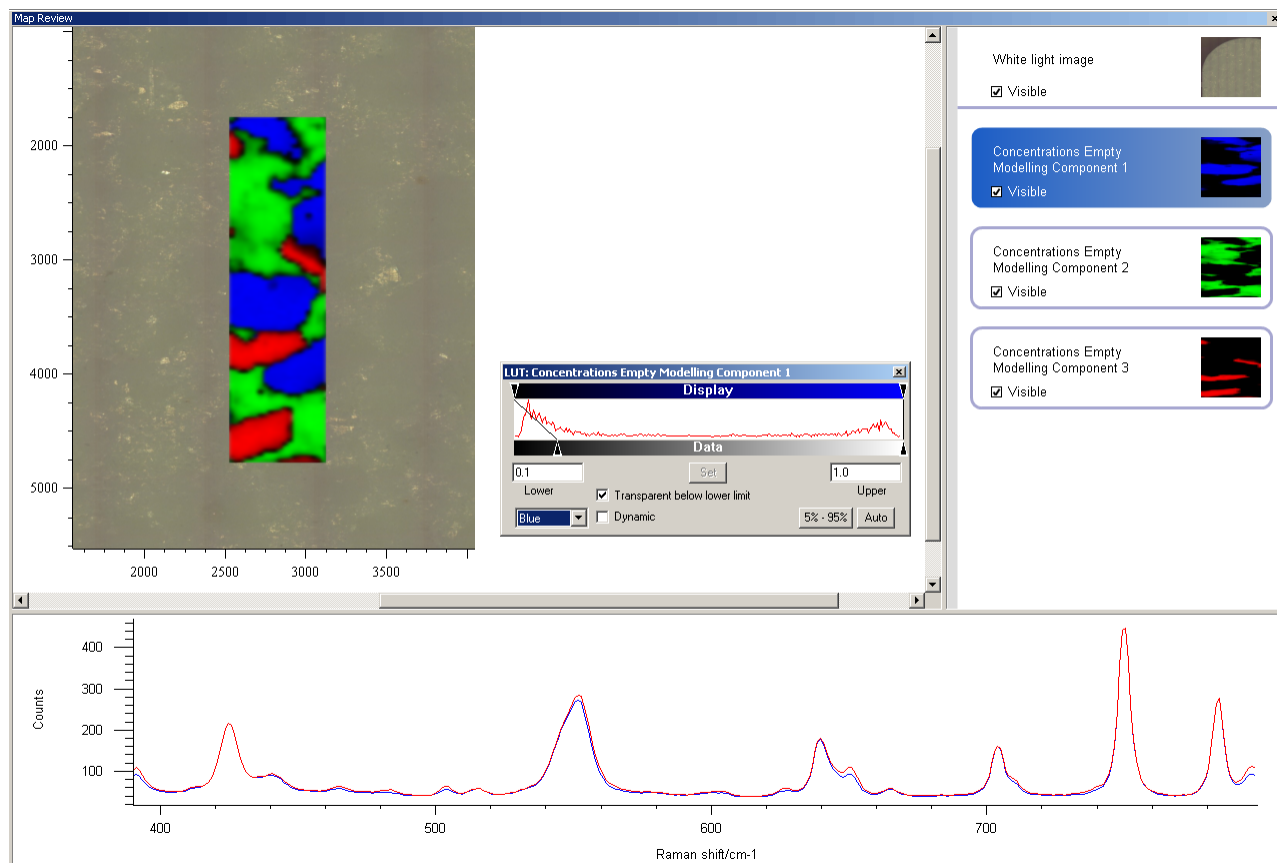 Map Review
2000
3000
4000
5000
2000
2500
3000
3500
White light image
Visible
Concentrations Empty
Modelling Component 1
Visible
Concentrations Empty
Modelling Component 2
Visible
Concentrations Empty
Modelling Component 3
Visible
LUT: Concentrations Empty Modelling Component 1
Display
Data
0.1
Set
1.0
Lower
Transparent below lower limit
Upper
Blue
Dynamic
5% - 95%
Auto
Counts
400
300
200
100
400
500
600
700
Raman shift/cm-1